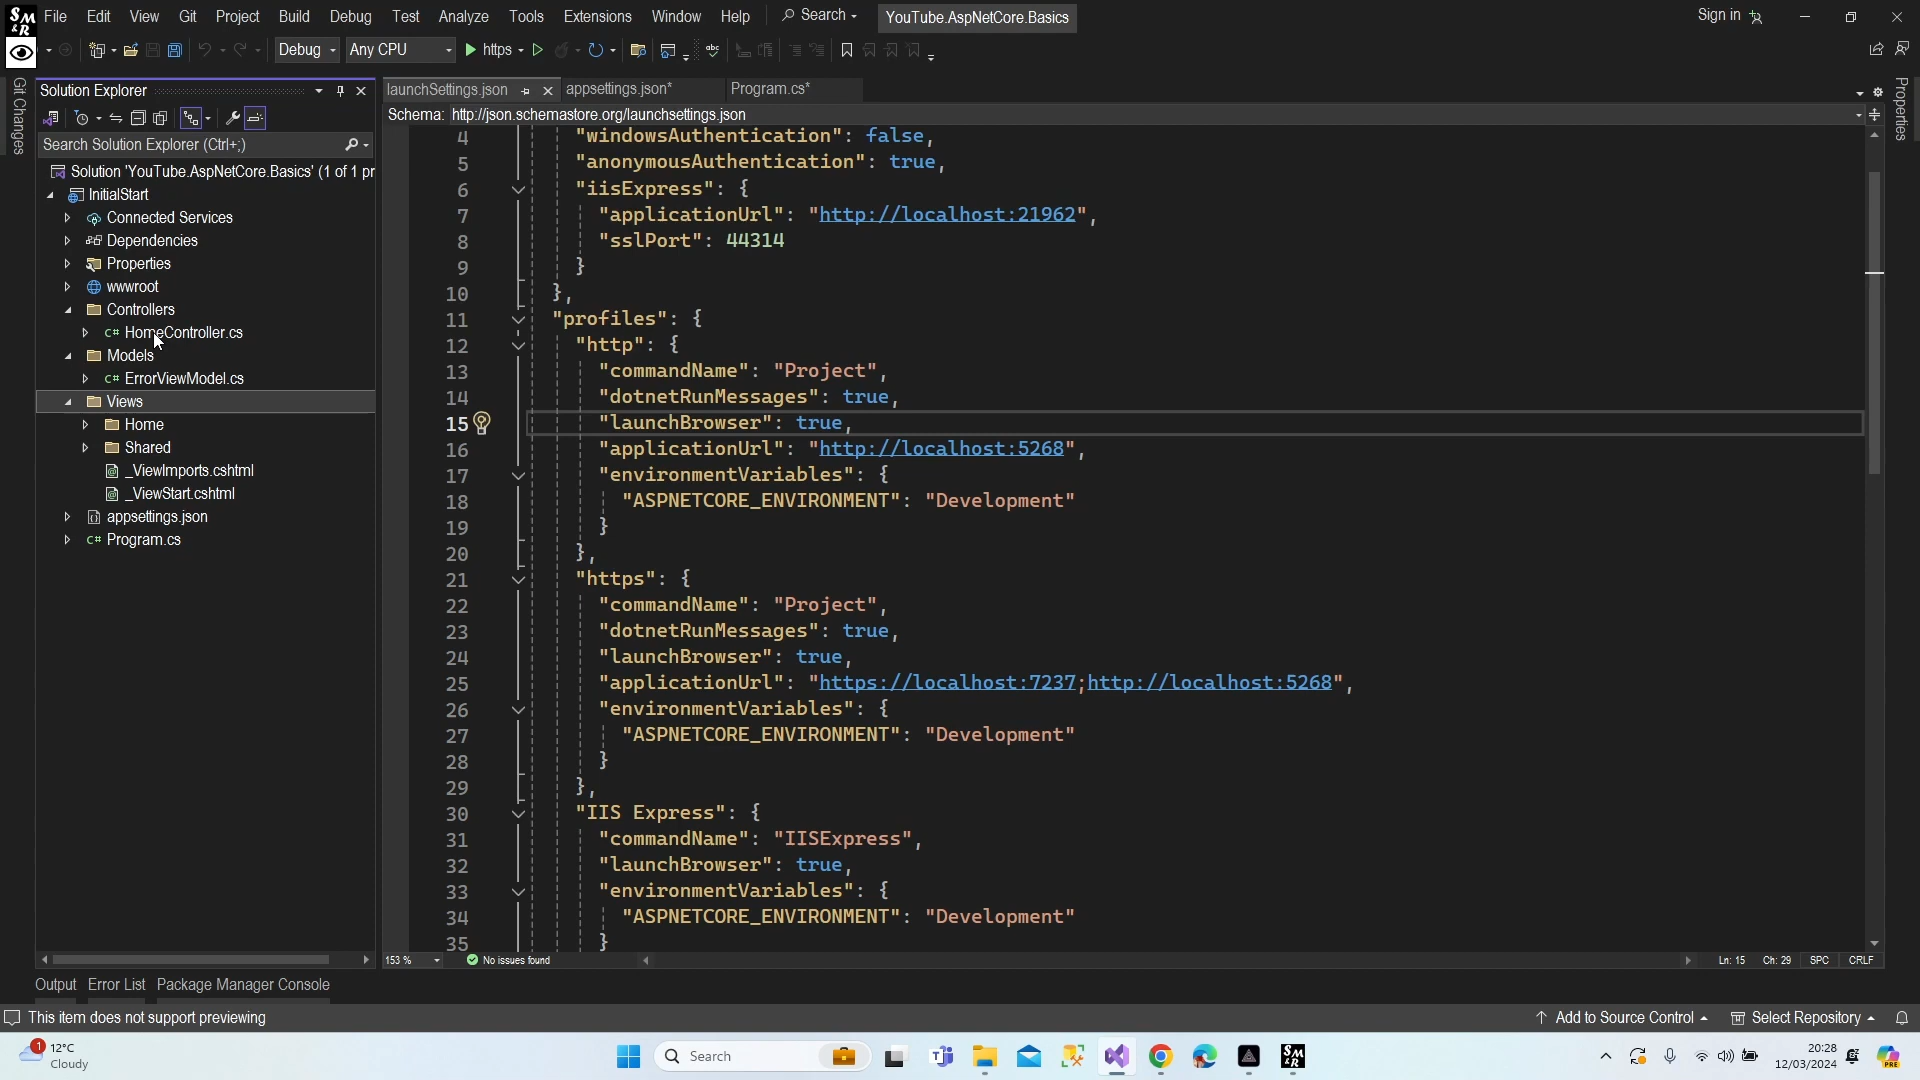 SM
&R
File Edit View Git Project Build Debug Test Analyze Tools Extensions Window Help Search YouTube.AspNetCore.Basics Sign in
Debug Any CPU https abc
Git Changes
Solution Explorer
Search Solution Explorer (Ctrl+;)
Solution 'YouTube.AspNetCore.Basics' (1 of 1 pr
InitialStart
Connected Services
Dependencies
Properties
wwwroot
Controllers
C# HomeController.cs
Models
C# ErrorViewModel.cs
Views
Home
Shared
_ViewImports.cshtml
_ViewStart.cshtml
appsettings.json
C# Program.cs
launchSettings.json appsettings.json* Program.cs*
Schema: http://json.schemastore.org/launchsettings.json
Properties
4 "windowsAuthentication": false,
5 "anonymousAuthentication": true,
6 "iisExpress": {
7 "applicationUrl": "http://localhost:21962",
8 "sslPort": 44314
9 }
10 },
11 "profiles": {
12 "http": {
13 "commandName": "Project",
14 "dotnetRunMessages": true,
15 "launchBrowser": true,
16 "applicationUrl": "http://localhost:5268",
17 "environmentVariables": {
18 "ASPNETCORE_ENVIRONMENT": "Development"
19 }
20 },
21 "https": {
22 "commandName": "Project",
23 "dotnetRunMessages": true,
24 "launchBrowser": true,
25 "applicationUrl": "https://localhost:7237;http://localhost:5268",
26 "environmentVariables": {
27 "ASPNETCORE_ENVIRONMENT": "Development"
28 }
29 },
30 "IIS Express": {
31 "commandName": "IISExpress",
32 "launchBrowser": true,
33 "environmentVariables": {
34 "ASPNETCORE_ENVIRONMENT": "Development"
35 }
153 % No issues found Ln: 15 Ch: 29 SPC CRLF
Output Error List Package Manager Console
This item does not support previewing Add to Source Control Select Repository
1 12°C
Cloudy
Search
SM
&R
20:28
12/03/2024
PRE